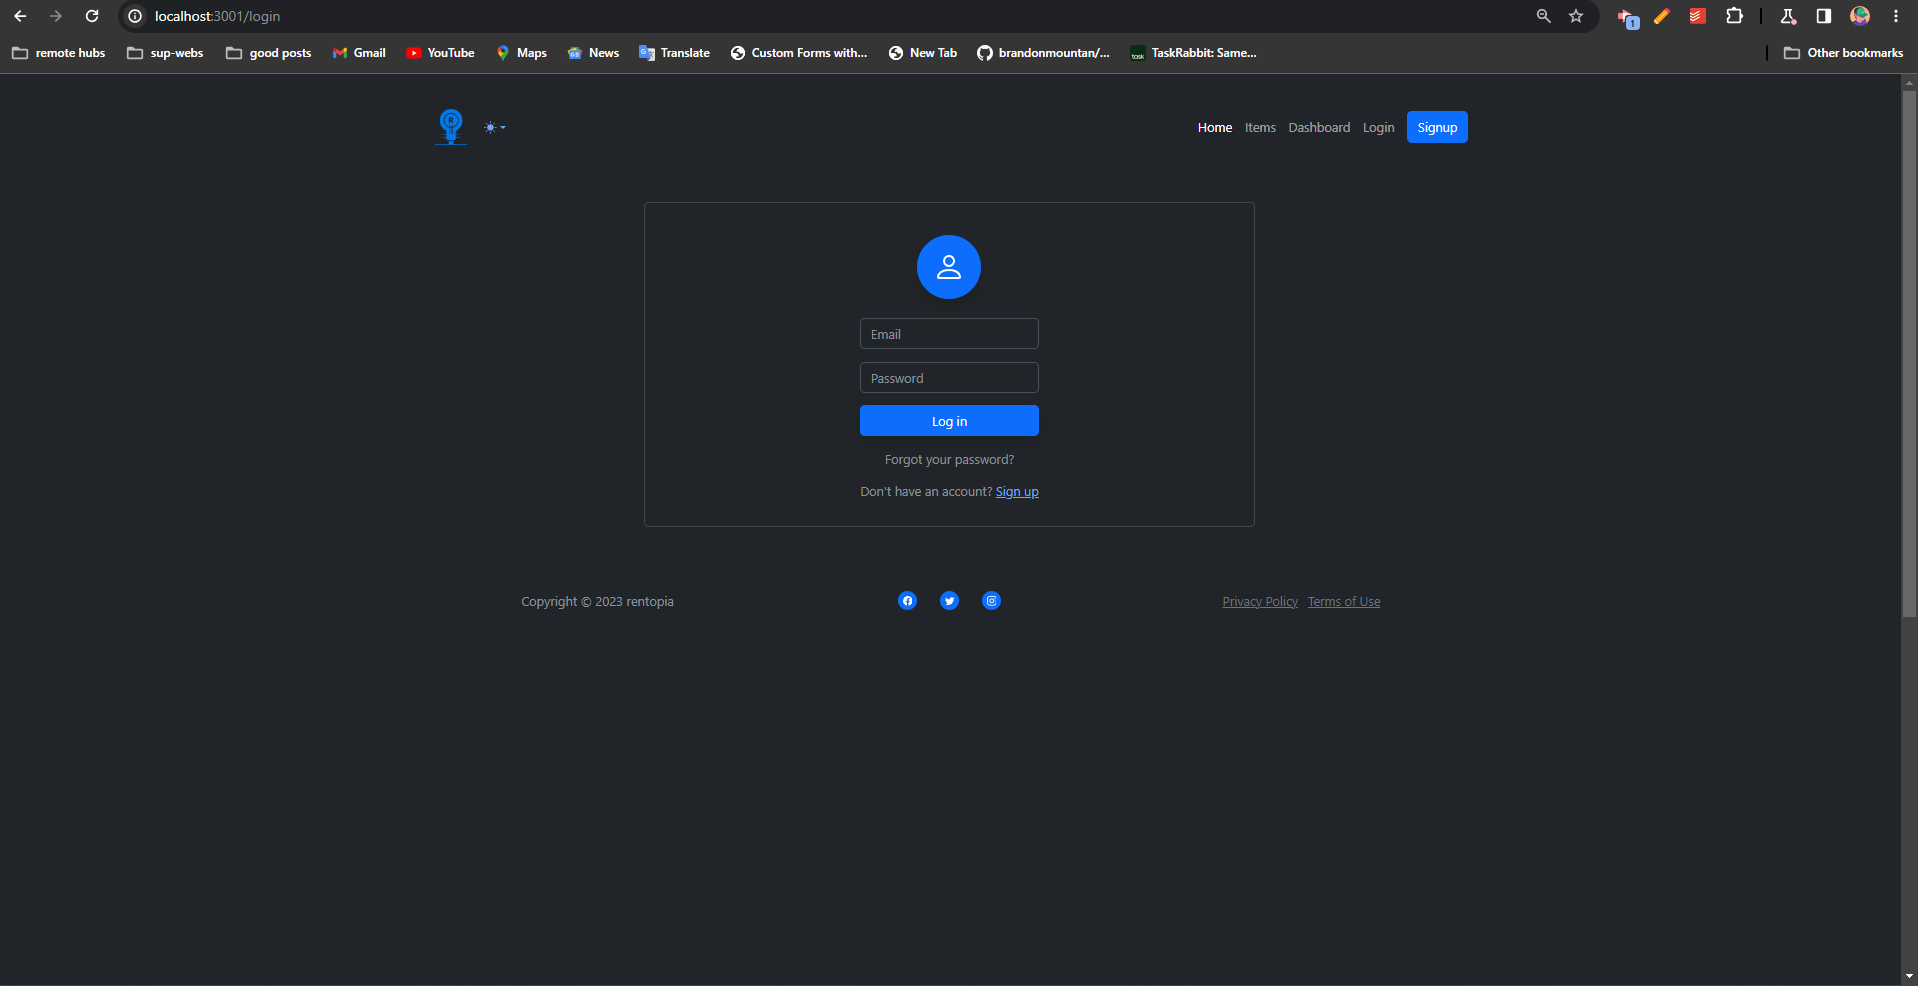 localhost:3001/login
1
remote hubs sup-webs good posts Gmail YouTube Maps News Translate Custom Forms with... New Tab brandonmountan/... TaskRabbit: Same... Other bookmarks
R Home Items Dashboard Login Signup
Email
Password
Log in
Forgot your password?
Don't have an account? Sign up
Copyright © 2023 rentopia Privacy Policy Terms of Use